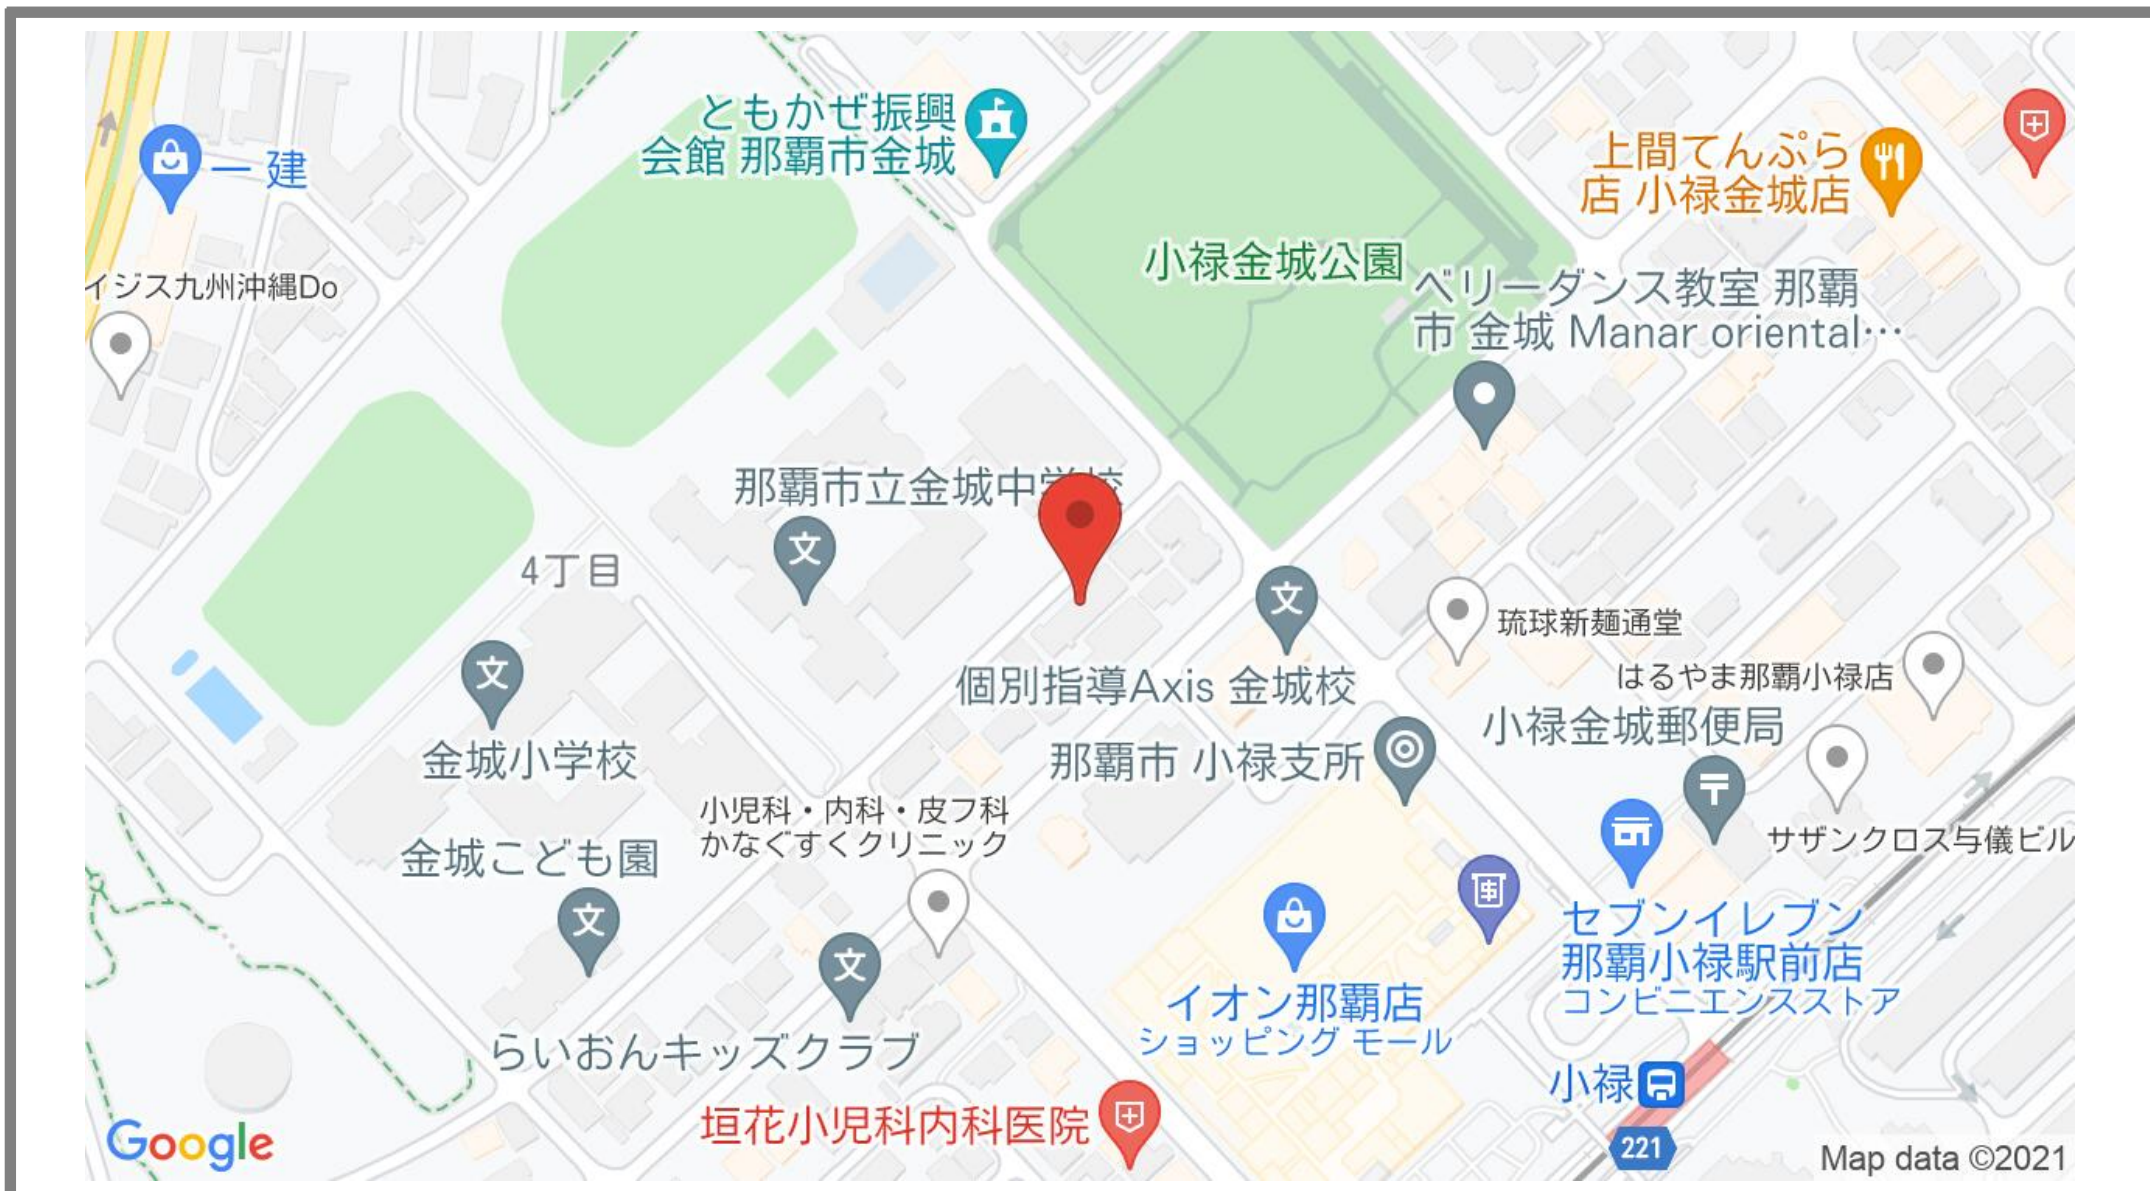 ともかぜ振興
会館 那覇市金城
一建
上間てんぷら
店 小禄金城店
小禄金城公園
イジス九州沖縄Do
ベリーダンス教室 那覇
市 金城 Manar oriental…
那覇市立金城中学校
4丁目
琉球新麺通堂
はるやま那覇小禄店
個別指導Axis 金城校
小禄金城郵便局
那覇市 小禄支所
金城小学校
小児科・内科・皮フ科
かなぐすくクリニック
サザンクロス与儀ビル
金城こども園
セブンイレブン
那覇小禄駅前店
コンビニエンスストア
イオン那覇店
ショッピング モール
らいおんキッズクラブ
小禄
垣花小児科内科医院
221
Google
Map data ©2021
文
文
文
文
文